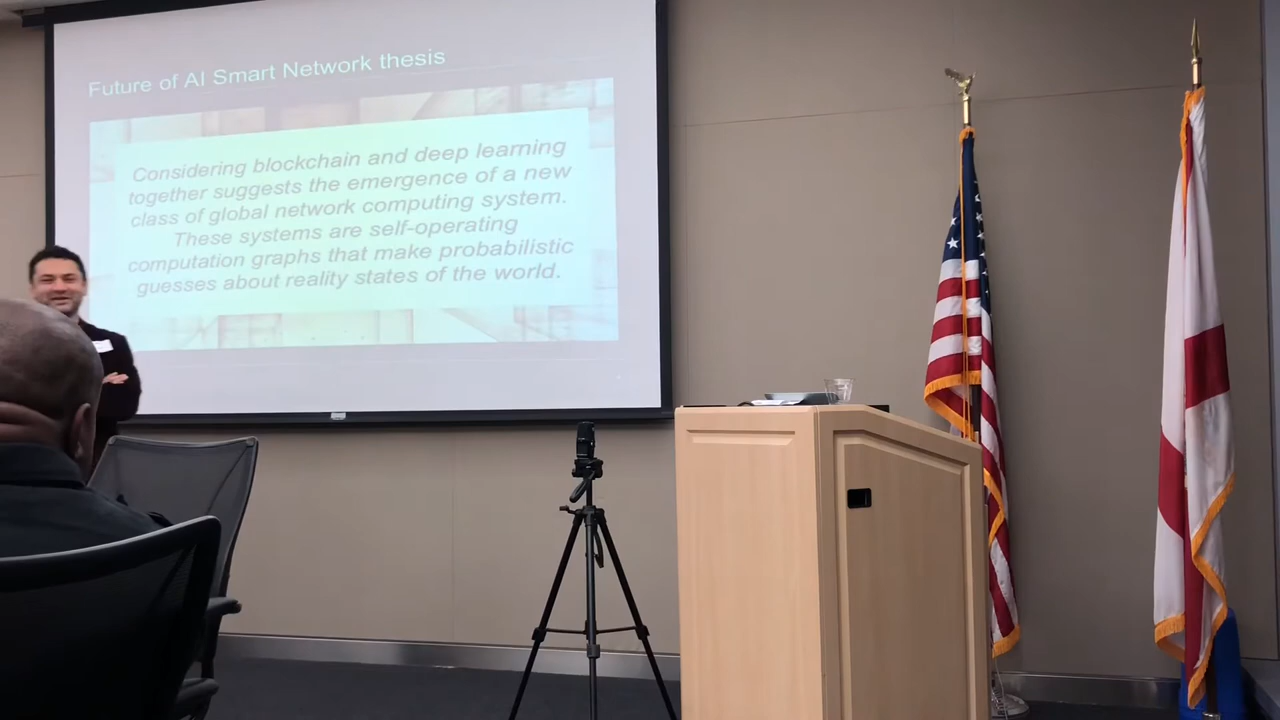 Future of AI Smart Network thesis
Considering blockchain and deep learning
together suggests the emergence of a new
class of global network computing system.
These systems are self-operating
computation graphs that make probabilistic
guesses about reality states of the world.